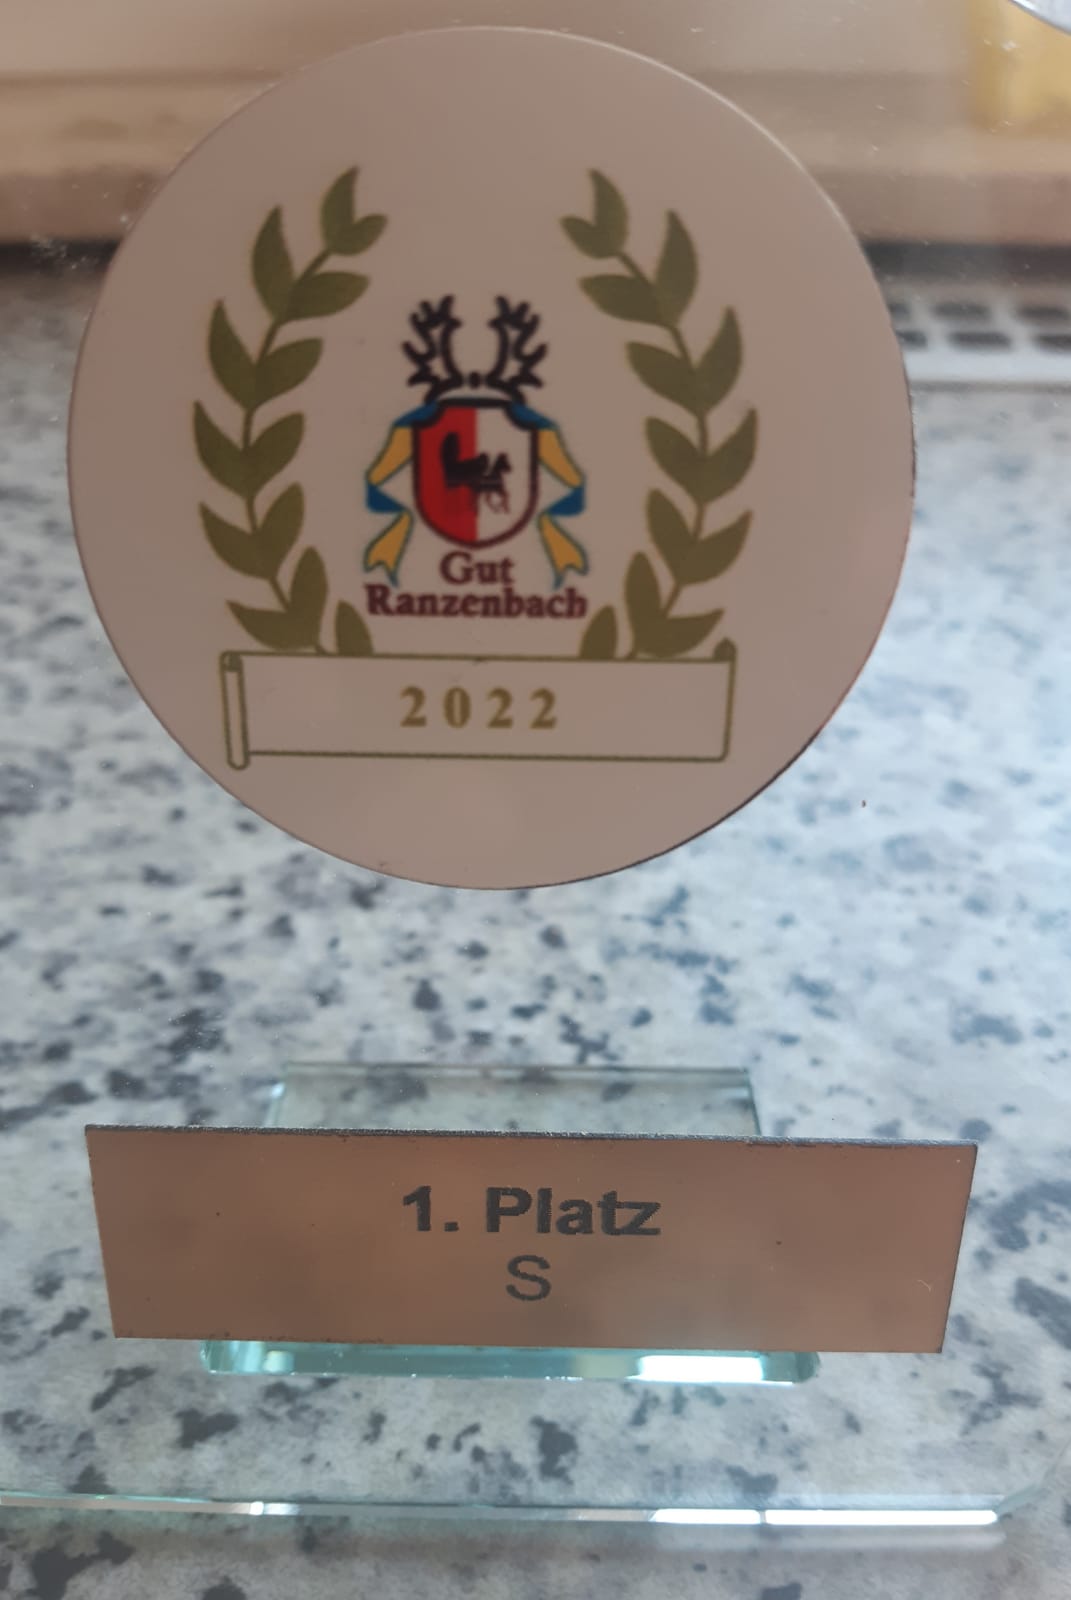 Gut
Ranzenbach
2022
1. Platz
S